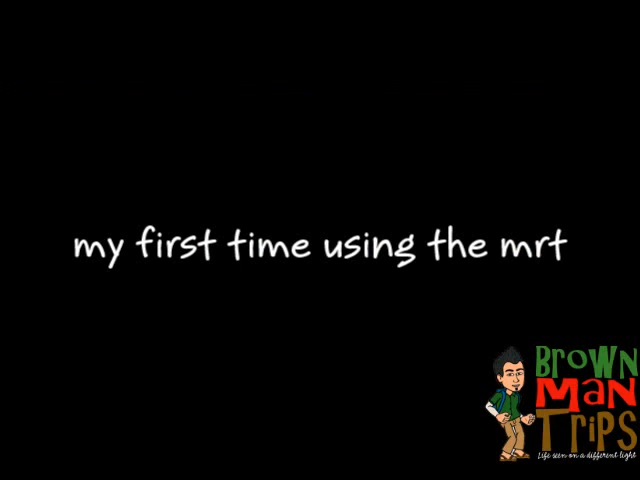 my first time using the mrt
Brown
Man
Trips
Life seen on a different light